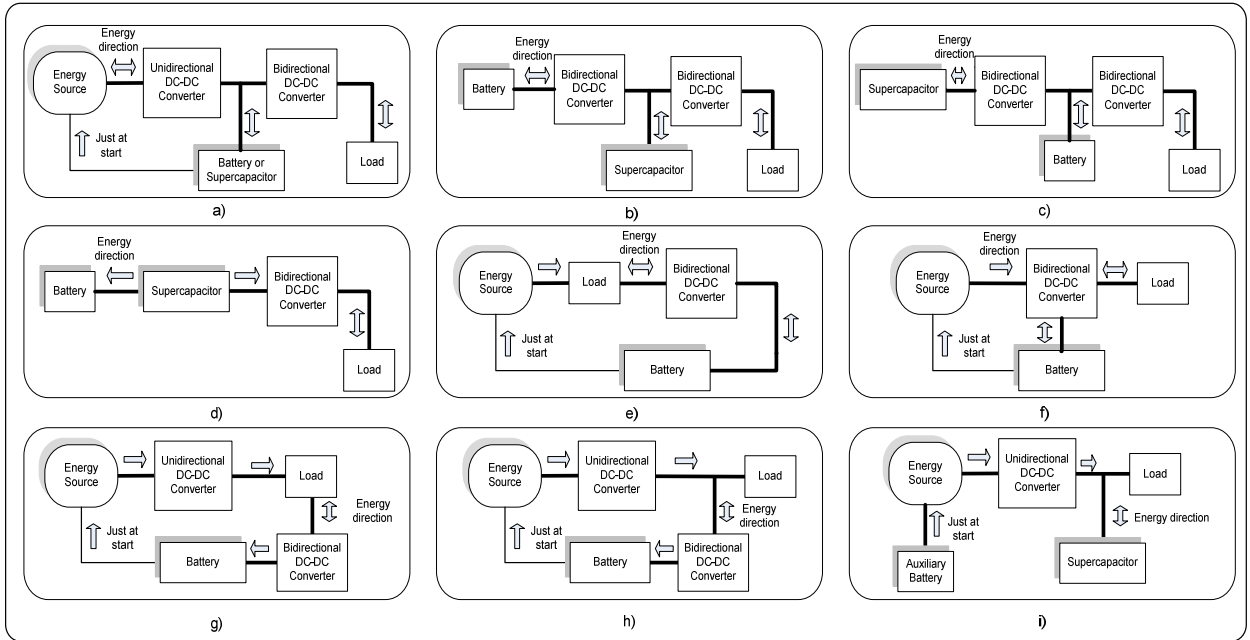 Energy
direction
Energy
Source
Unidirectional
DC-DC
Converter
Bidirectional
DC-DC
Converter
Just at
start
Battery or
Supercapacitor
Load
a)
Energy
direction
Battery
Bidirectional
DC-DC
Converter
Bidirectional
DC-DC
Converter
Supercapacitor
Load
b)
Energy
direction
Supercapacitor
Bidirectional
DC-DC
Converter
Bidirectional
DC-DC
Converter
Battery
Load
c)
Energy
direction
Battery
Supercapacitor
Bidirectional
DC-DC
Converter
Load
d)
Energy
direction
Energy
Source
Load
Bidirectional
DC-DC
Converter
Just at
start
Battery
e)
Energy
direction
Energy
Source
Bidirectional
DC-DC
Converter
Load
Just at
start
Battery
f)
Energy
Source
Unidirectional
DC-DC
Converter
Load
Energy
direction
Just at
start
Battery
Bidirectional
DC-DC
Converter
g)
Energy
Source
Unidirectional
DC-DC
Converter
Load
Energy
direction
Just at
start
Battery
Bidirectional
DC-DC
Converter
h)
Energy
Source
Unidirectional
DC-DC
Converter
Load
Just at
start
Energy direction
Auxiliary
Battery
Supercapacitor
i)